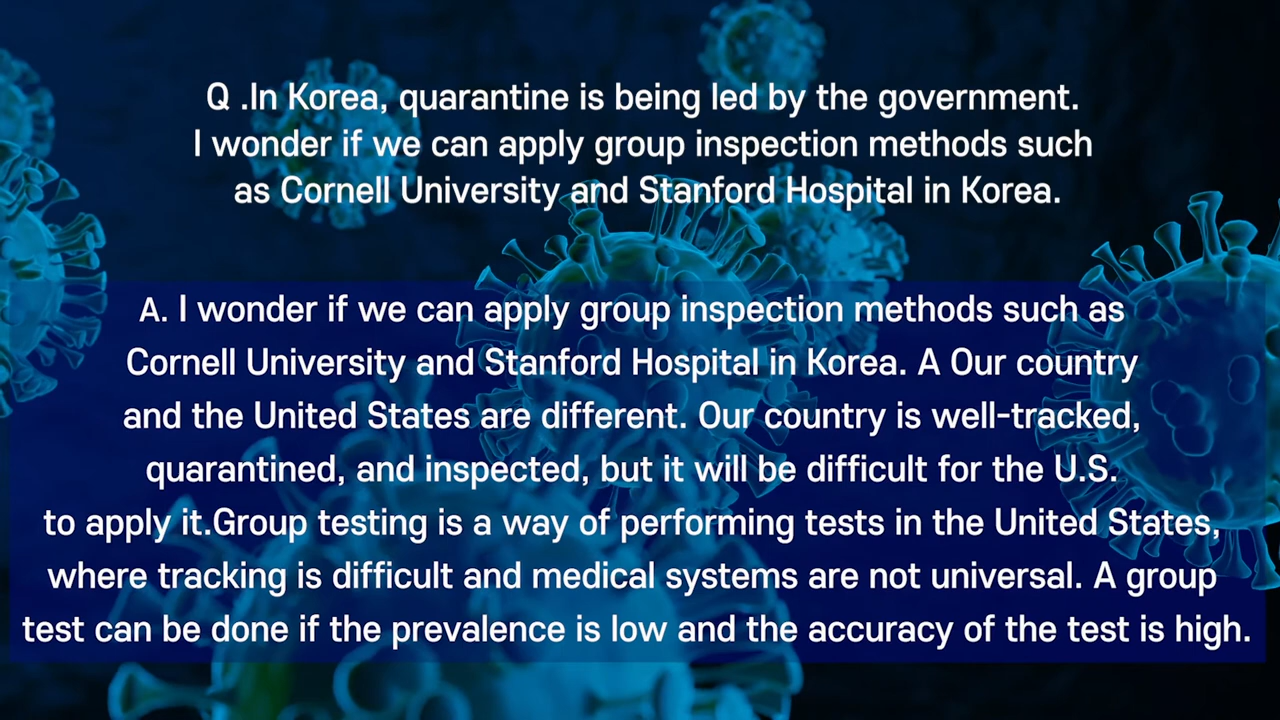 Q .In Korea, quarantine is being led by the government.
I wonder if we can apply group inspection methods such
as Cornell University and Stanford Hospital in Korea.
A. I wonder if we can apply group inspection methods such as
Cornell University and Stanford Hospital in Korea. A Our country
and the United States are different. Our country is well-tracked,
quarantined, and inspected, but it will be difficult for the U.S.
to apply it.Group testing is a way of performing tests in the United States,
where tracking is difficult and medical systems are not universal. A group
test can be done if the prevalence is low and the accuracy of the test is high.